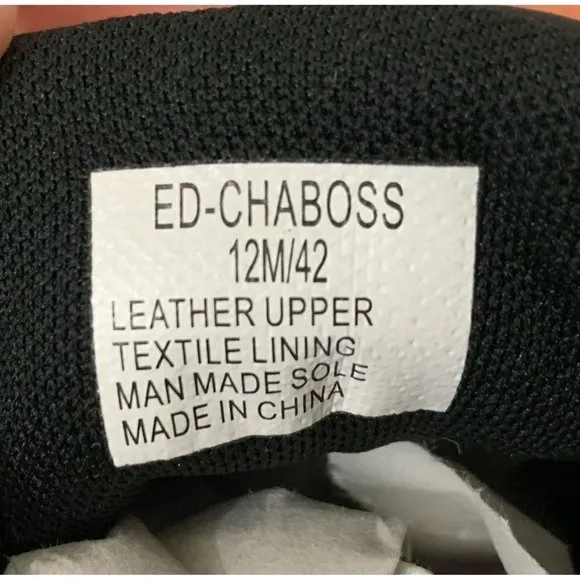 ED-CHABOSS
12M/42
LEATHER UPPER
TEXTILE LINING
MAN MADE SOLE
MADE IN CHINA